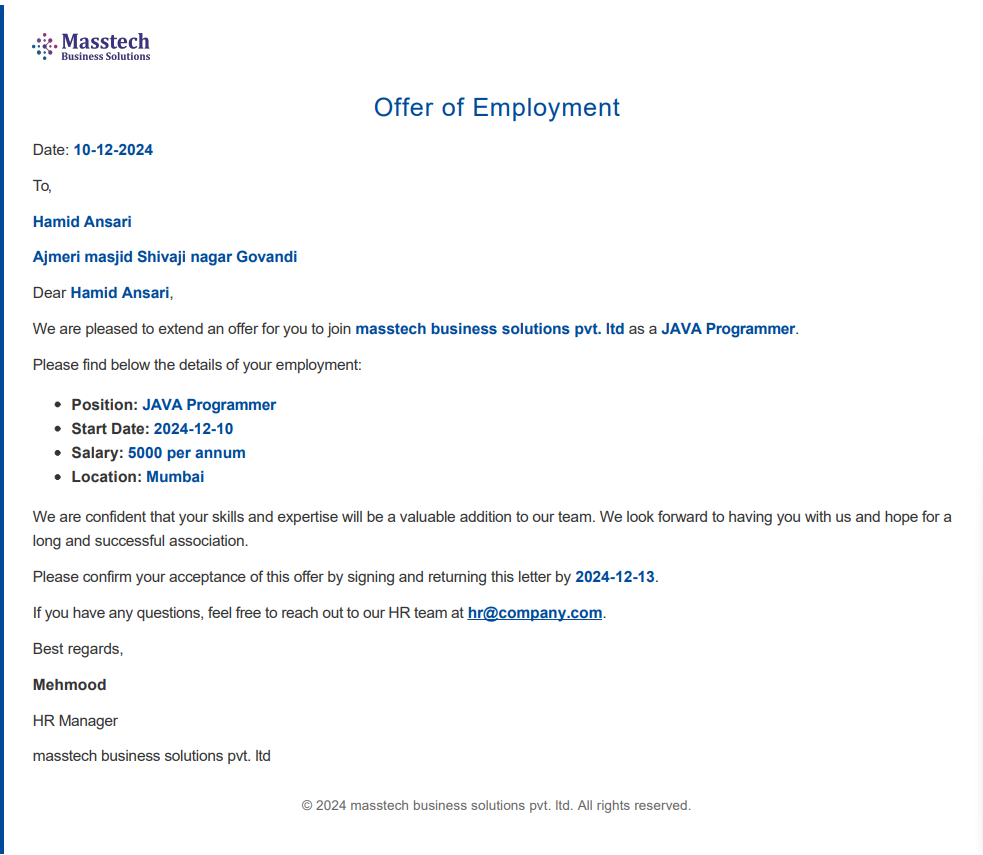 Masstech
Business Solutions
Offer of Employment
Date: 10-12-2024
To,
Hamid Ansari
Ajmeri masjid Shivaji nagar Govandi
Dear Hamid Ansari,
We are pleased to extend an offer for you to join masstech business solutions pvt. ltd as a JAVA Programmer.
Please find below the details of your employment:
• Position: JAVA Programmer
• Start Date: 2024-12-10
• Salary: 5000 per annum
• Location: Mumbai
We are confident that your skills and expertise will be a valuable addition to our team. We look forward to having you with us and hope for a
long and successful association.
Please confirm your acceptance of this offer by signing and returning this letter by 2024-12-13.
If you have any questions, feel free to reach out to our HR team at hr@company.com.
Best regards,
Mehmood
HR Manager
masstech business solutions pvt. ltd
© 2024 masstech business solutions pvt. ltd. All rights reserved.